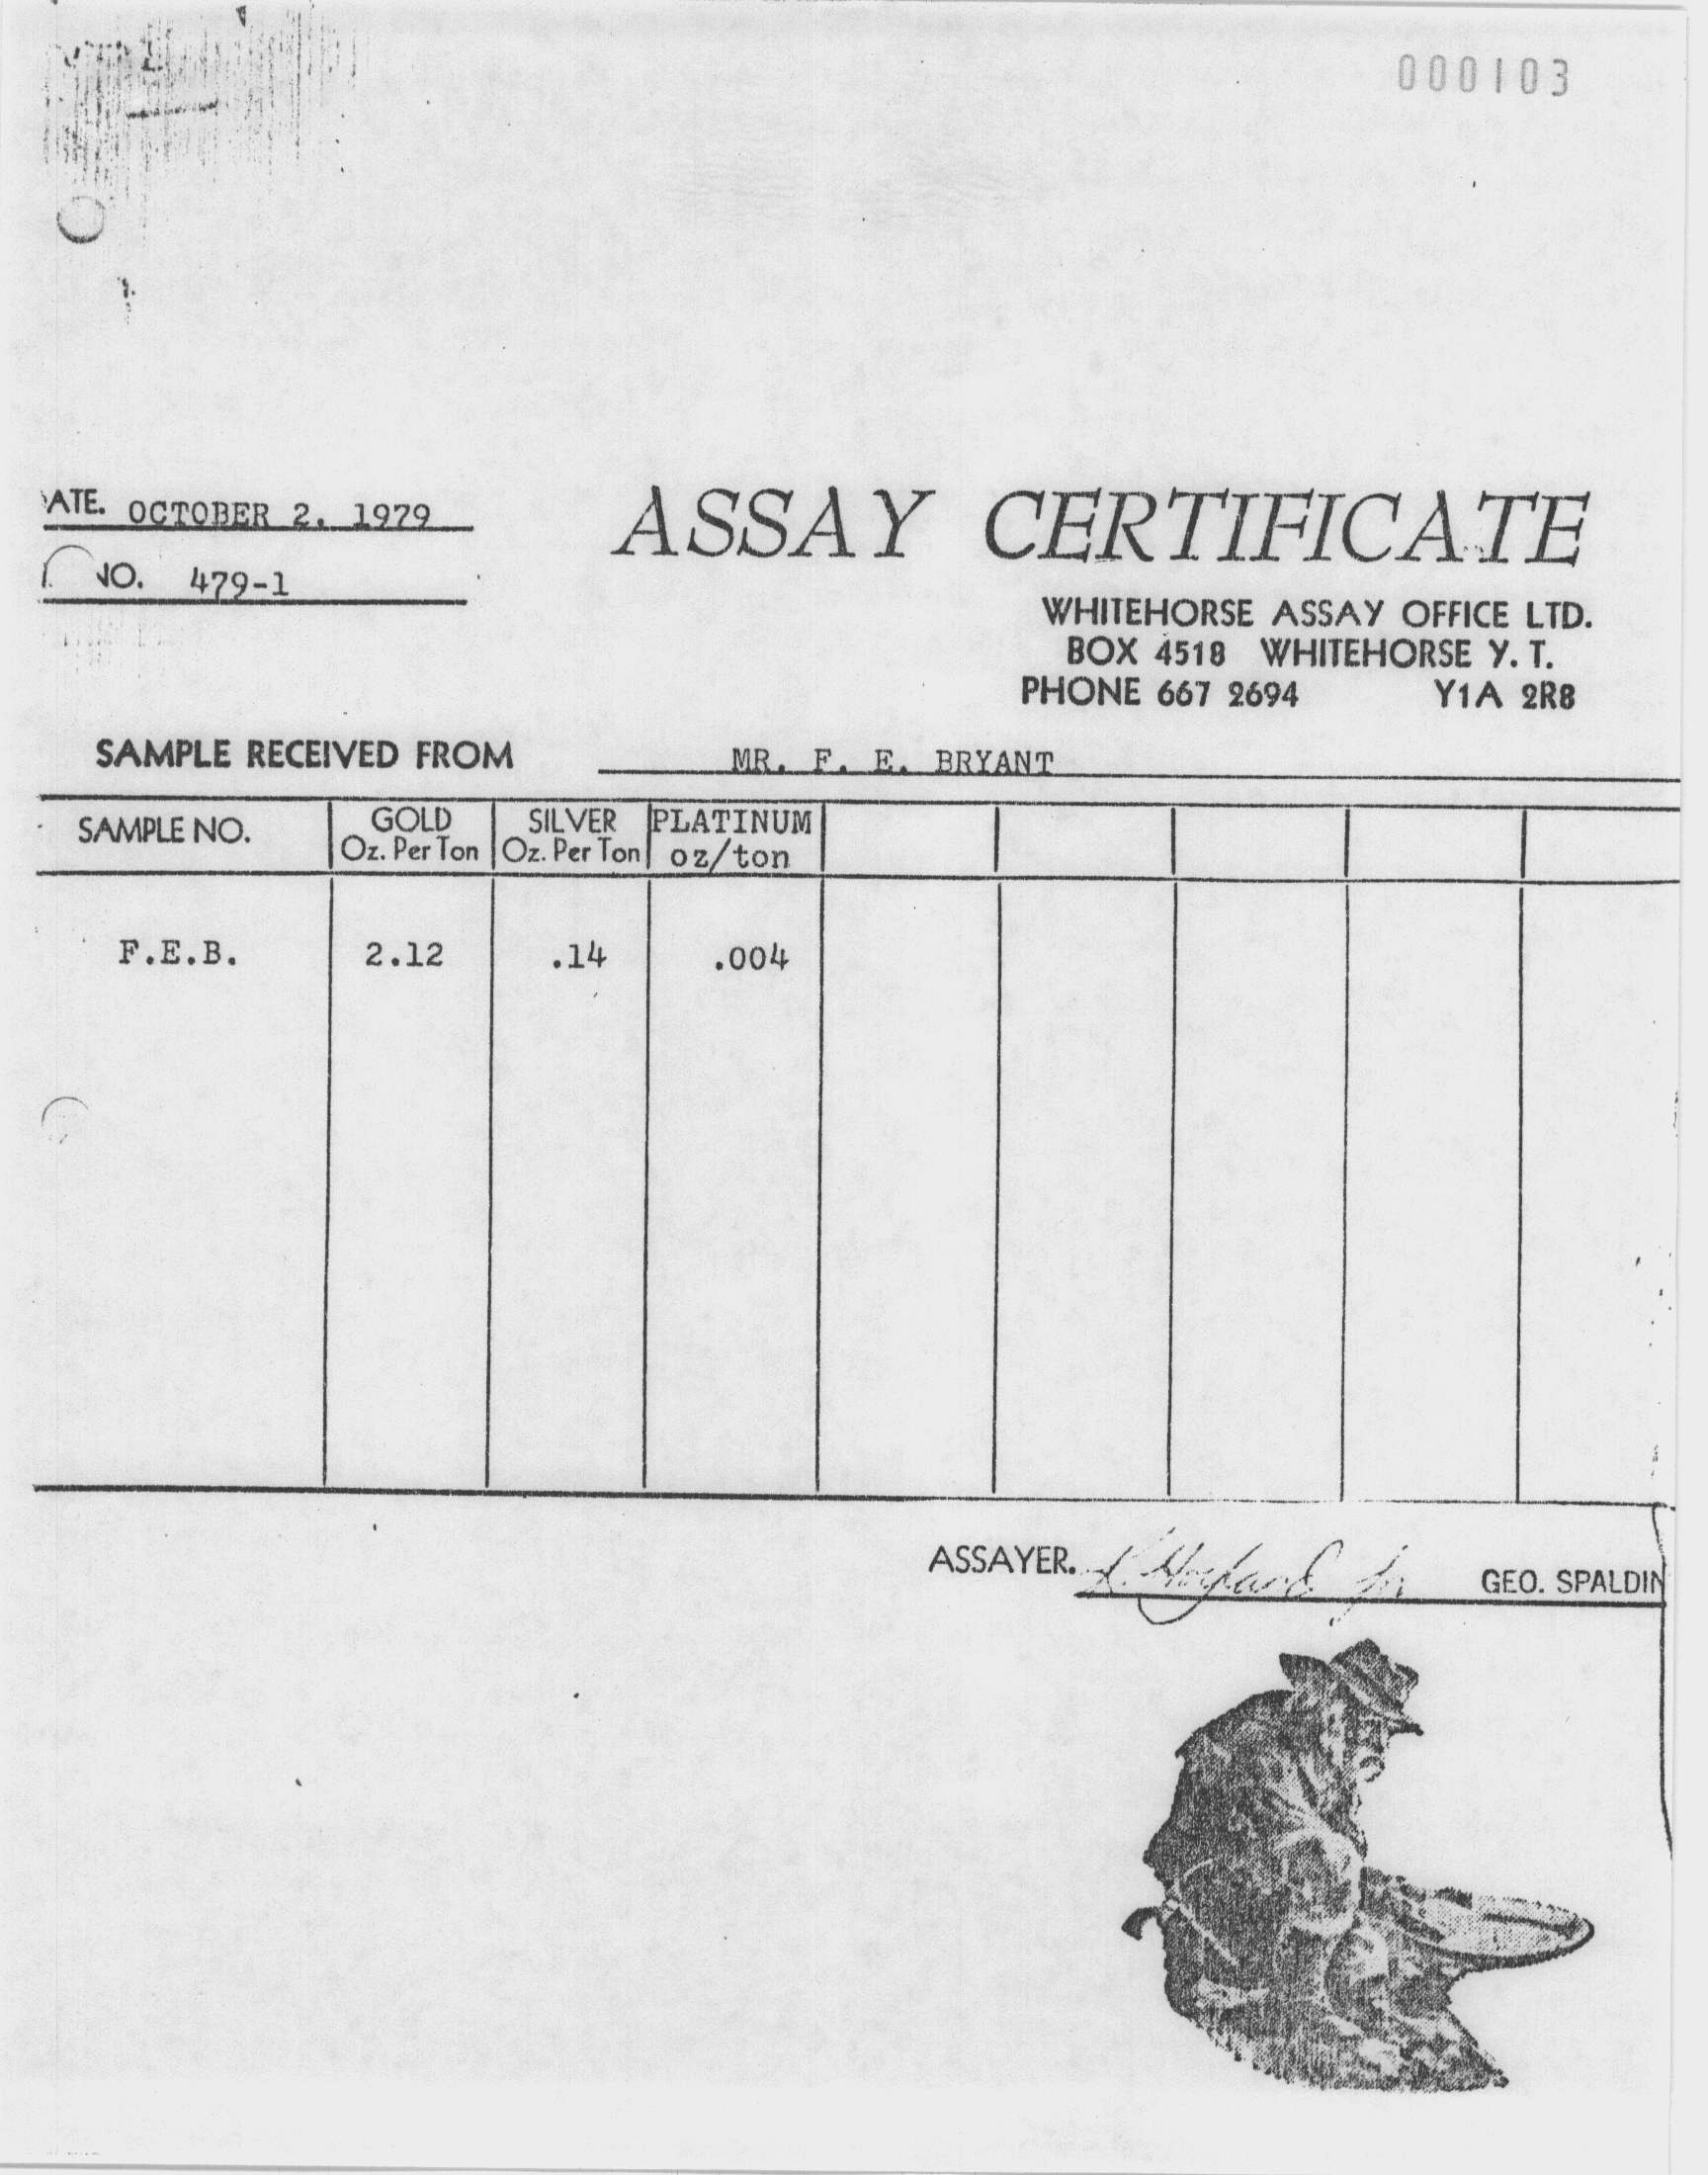 000103
ATE. OCTOBER 2, 1979
ASSAY CERTIFICATE
NO. 479-1
WHITEHORSE ASSAY OFFICE LTD.
BOX 4518 WHITEHORSE Y. T.
PHONE 667 2694 Y1A 2R8
SAMPLE RECEIVED FROM MR. F. E. BRYANT
SAMPLE NO. GOLD Oz. Per Ton SILVER Oz. Per Ton PLATINUM oz/ton
F.E.B. 2.12 .14 .004
ASSAYER. GEO. SPALDIN